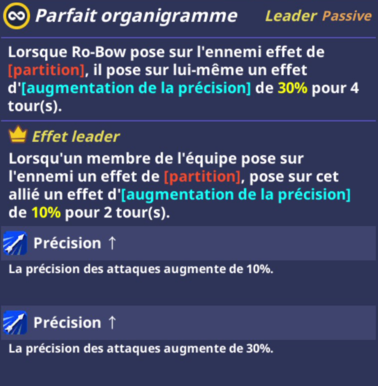 Parfait organigramme Leader Passive
Lorsque Ro-Bow pose sur l'ennemi effet de
[partition], il pose sur lui-même un effet
d'[augmentation de la précision] de 30% pour 4
tour(s).
Effet leader
Lorsqu'un membre de l'équipe pose sur
l'ennemi un effet de [partition], pose sur cet
allié un effet d'[augmentation de la précision]
de 10% pour 2 tour(s).
Précision ↑
La précision des attaques augmente de 10%.
Précision ↑
La précision des attaques augmente de 30%.